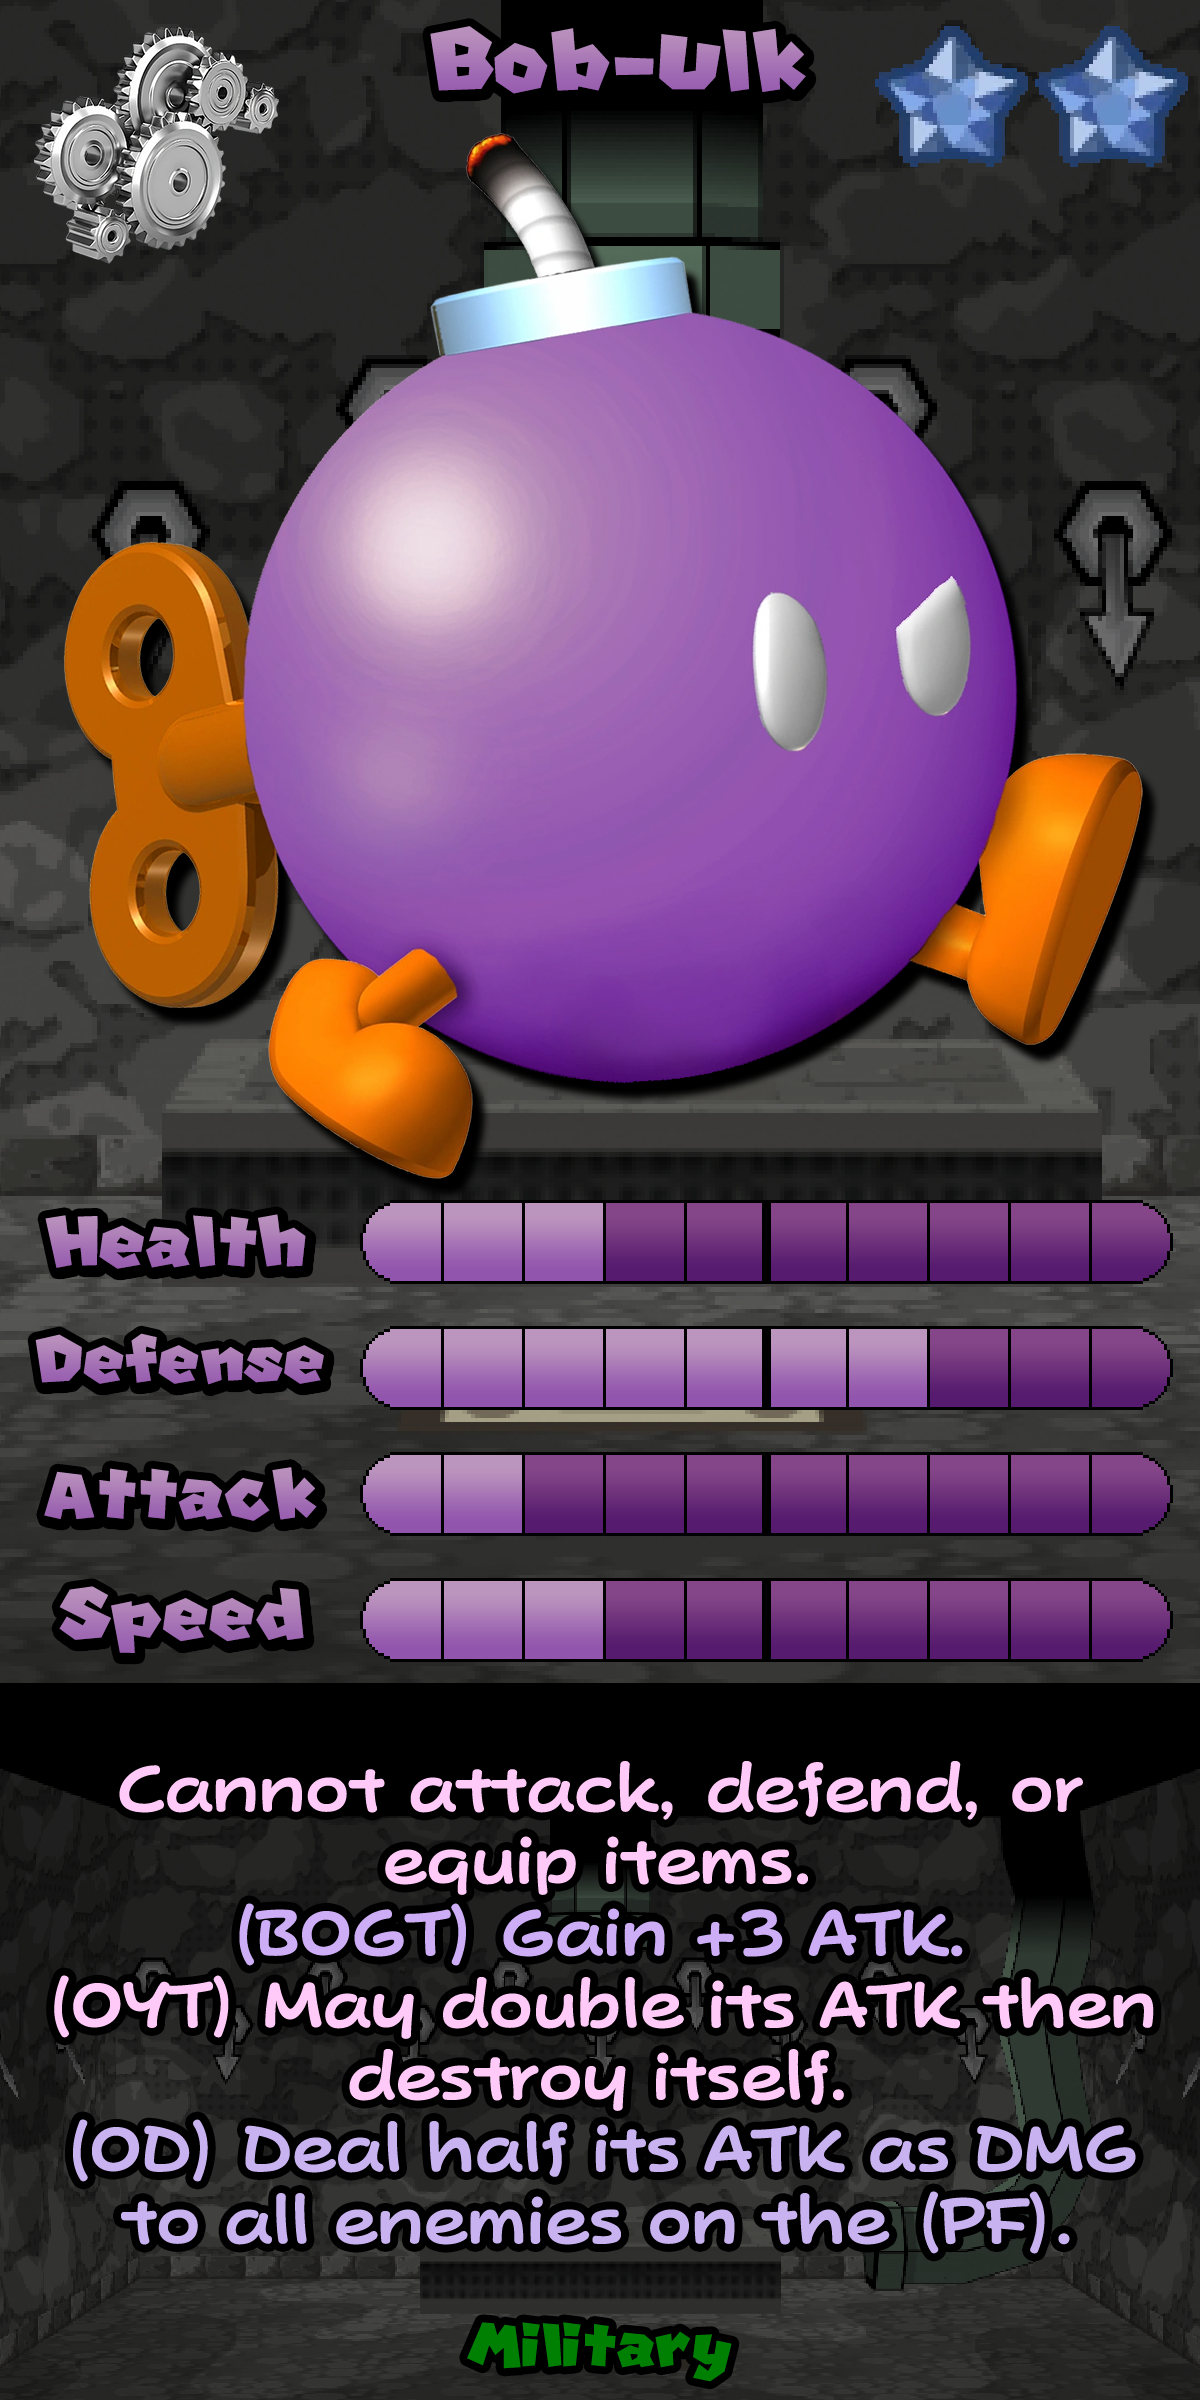 Bob-Ulk
Health
Defense
Attack
Speed
Cannot attack, defend, or
equip items.
(BOGT) Gain +3 ATK.
(OYT) May double its ATK then
destroy itself.
(OD) Deal half its ATK as DMG
to all enemies on the (PF).
Military